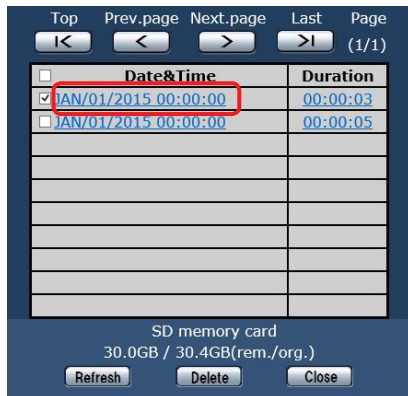 Top Prev.page Next.page Last Page
(1/1)
Date&Time Duration
JAN/01/2015 00:00:00 00:00:03
JAN/01/2015 00:00:00 00:00:05
SD memory card
30.0GB / 30.4GB(rem./org.)
Refresh Delete Close